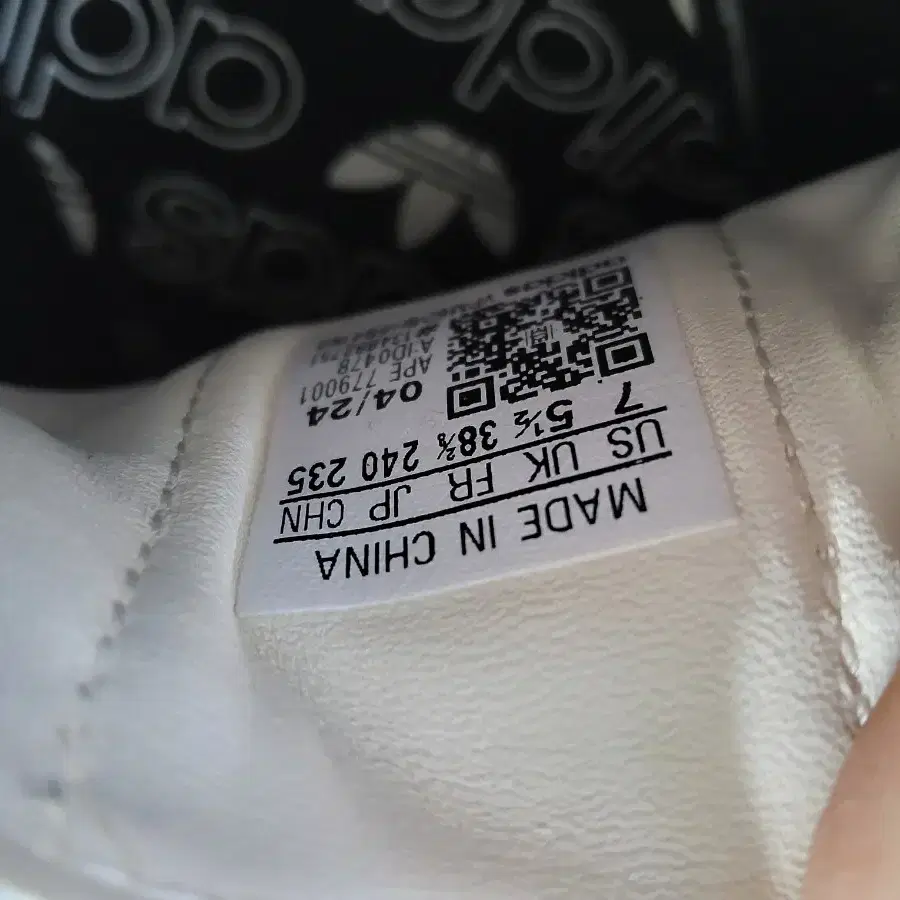 MADE IN CHINA
US UK FR JP CHN
7 5½ 38⅔ 240 235
04/24
APE 779001
adidas